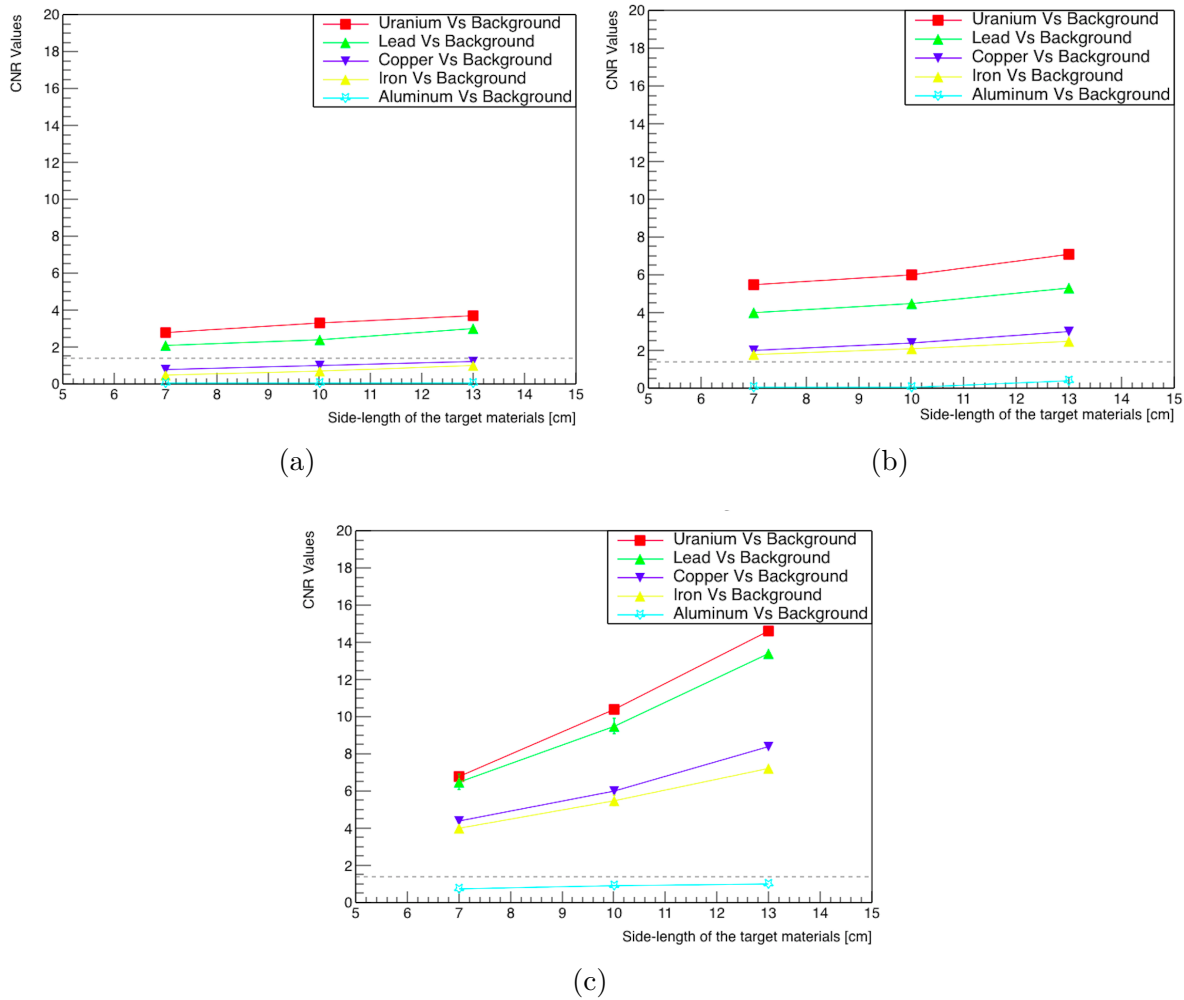 CNR Values
20
18
16
14
12
10
8
6
4
2
0
Uranium Vs Background
Lead Vs Background
Copper Vs Background
Iron Vs Background
Aluminum Vs Background
5 6 7 8 9 10 11 12 13 14 15
Side-length of the target materials [cm]
(a)
CNR Values
20
18
16
14
12
10
8
6
4
2
0
Uranium Vs Background
Lead Vs Background
Copper Vs Background
Iron Vs Background
Aluminum Vs Background
5 6 7 8 9 10 11 12 13 14 15
Side-length of the target materials [cm]
(b)
CNR Values
20
18
16
14
12
10
8
6
4
2
0
Uranium Vs Background
Lead Vs Background
Copper Vs Background
Iron Vs Background
Aluminum Vs Background
5 6 7 8 9 10 11 12 13 14 15
Side-length of the target materials [cm]
(c)